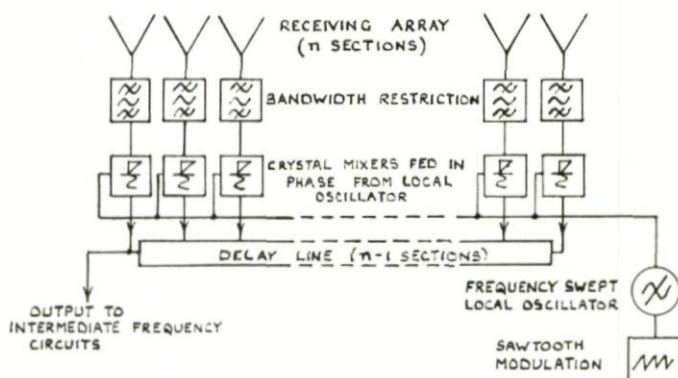 RECEIVING ARRAY
(n SECTIONS)
BANDWIDTH RESTRICTION
CRYSTAL MIXERS FED IN
PHASE FROM LOCAL
OSCILLATOR
DELAY LINE (n-1 SECTIONS)
OUTPUT TO
INTERMEDIATE FREQUENCY
CIRCUITS
FREQUENCY SWEPT
LOCAL OSCILLATOR
SAWTOOTH
MODULATION